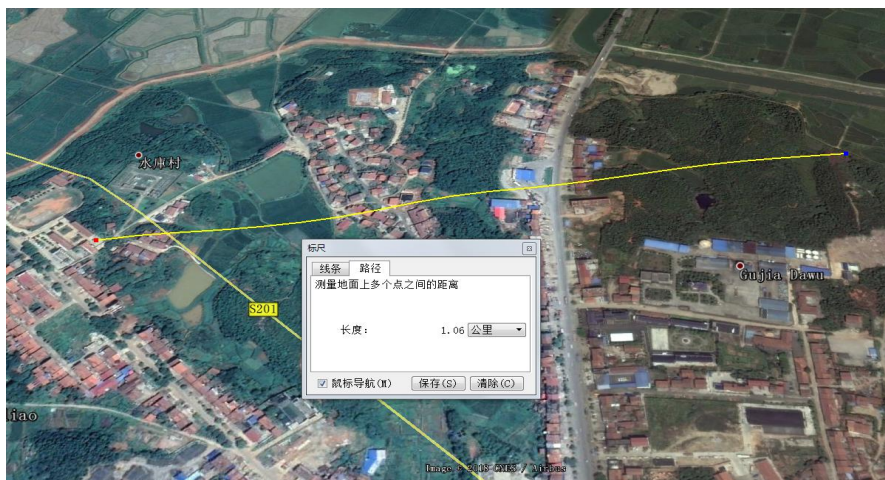 水庫村
标尺
线条 路径
测量地面上多个点之间的距离
Gujia Dawu
S201
长度： 1.06 公里
鼠标导航(M) 保存(S) 清除(C)
liao
Image © 2018 CNES / Airbus